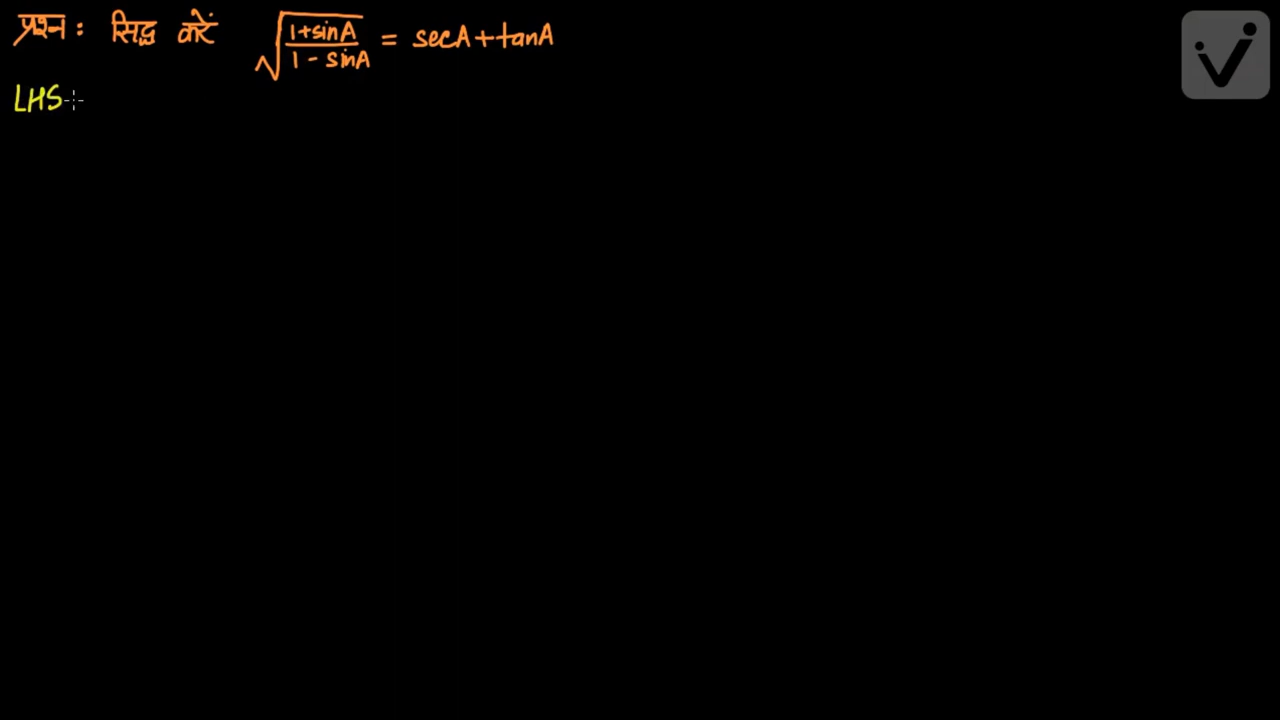 प्रश्न : सिद्ध करें √(1+sinA / 1-sinA) = secA+tanA
LHS